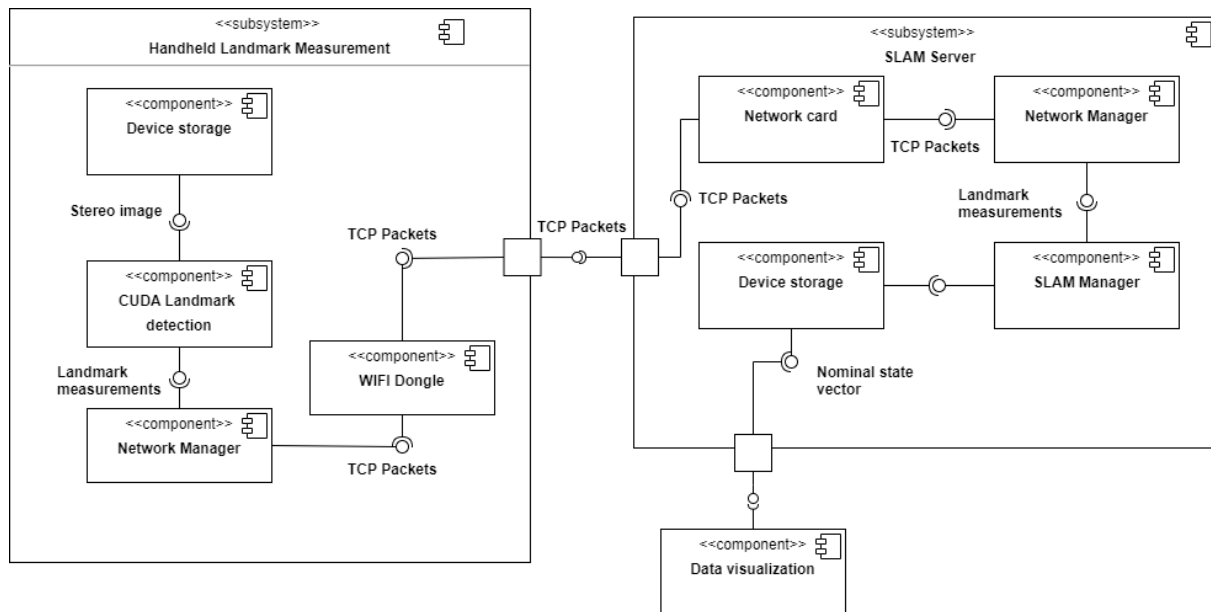 <<subsystem>>
Handheld Landmark Measurement
<<component>>
Device storage
Stereo image
<<component>>
CUDA Landmark
detection
Landmark
measurements
<<component>>
Network Manager
TCP Packets
<<component>>
WIFI Dongle
TCP Packets
TCP Packets
<<subsystem>>
SLAM Server
<<component>>
Network card
TCP Packets
<<component>>
Network Manager
TCP Packets
Landmark
measurements
<<component>>
Device storage
<<component>>
SLAM Manager
Nominal state
vector
<<component>>
Data visualization